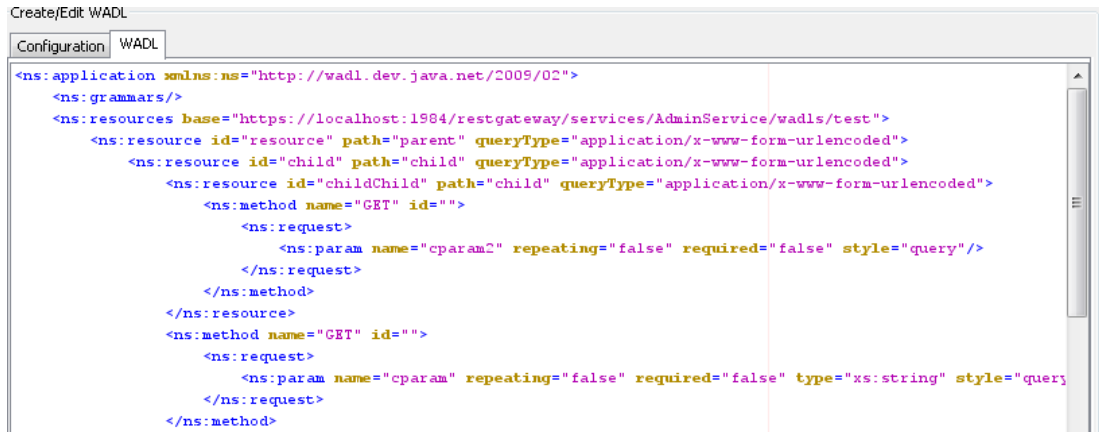 Create/Edit WADL
Configuration WADL
<ns:application xmlns:ns="http://wadl.dev.java.net/2009/02">
<ns:grammars/>
<ns:resources base="https://localhost:1984/restgateway/services/AdminService/wadls/test">
<ns:resource id="resource" path="parent" queryType="application/x-www-form-urlencoded">
<ns:resource id="child" path="child" queryType="application/x-www-form-urlencoded">
<ns:resource id="childChild" path="child" queryType="application/x-www-form-urlencoded">
<ns:method name="GET" id="">
<ns:request>
<ns:param name="cparam2" repeating="false" required="false" style="query"/>
</ns:request>
</ns:method>
</ns:resource>
<ns:method name="GET" id="">
<ns:request>
<ns:param name="cparam" repeating="false" required="false" type="xs:string" style="query
</ns:request>
</ns:method>